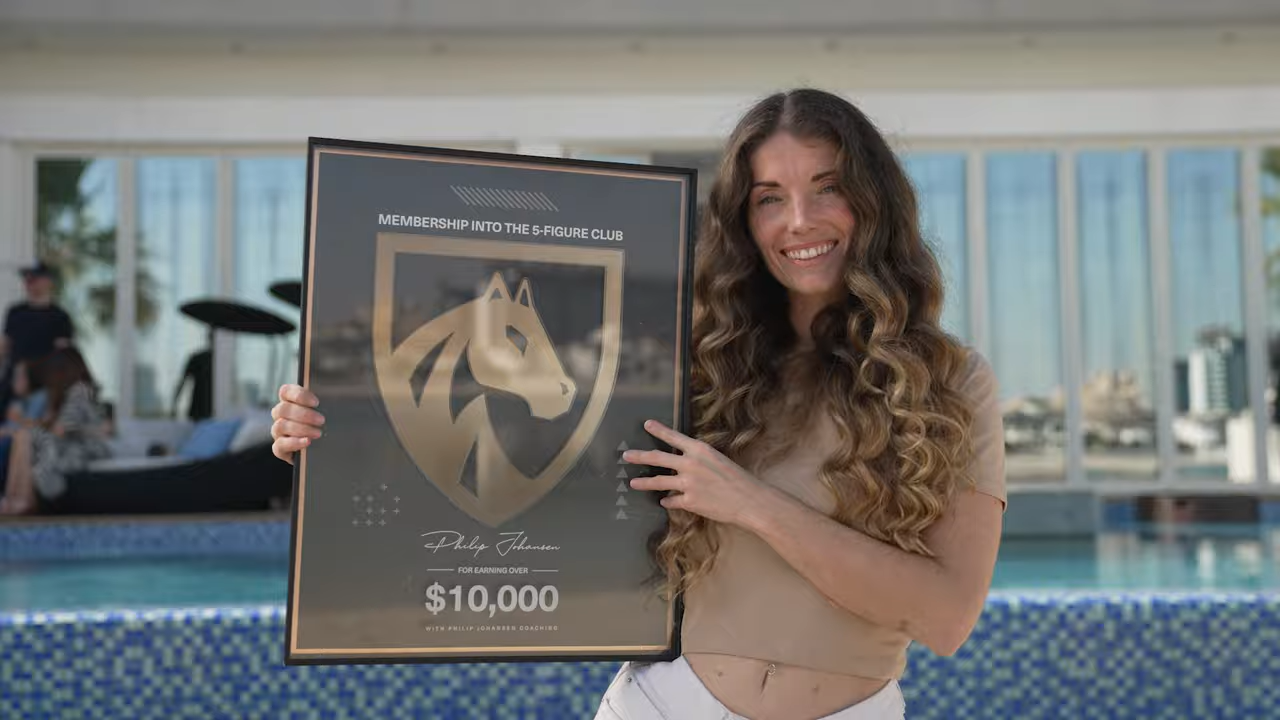 MEMBERSHIP INTO THE 5-FIGURE CLUB
Philip Johansen
FOR EARNING OVER
$10,000
WITH PHILIP JOHANSEN COACHING